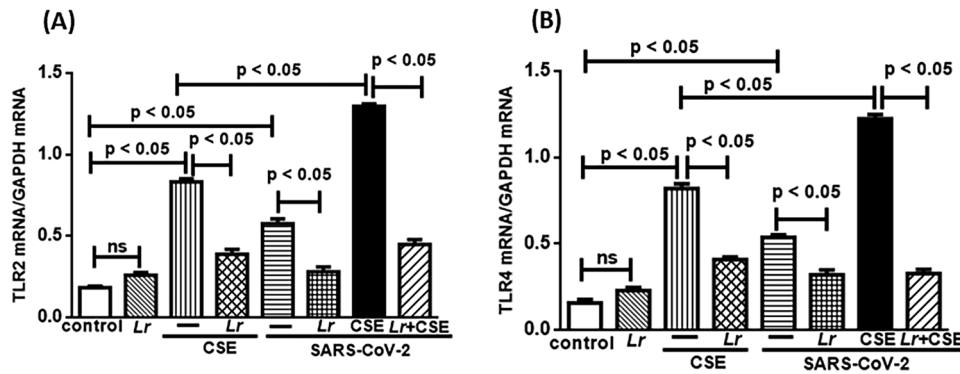 (A)
p < 0.05
p < 0.05
p < 0.05
p < 0.05
p < 0.05
p < 0.05
ns
TLR2 mRNA/GAPDH mRNA
1.5
1.0
0.5
0.0
control Lr — Lr — Lr CSE Lr+CSE
CSE
SARS-CoV-2
(B)
p < 0.05
p < 0.05
p < 0.05
p < 0.05
p < 0.05
p < 0.05
ns
TLR4 mRNA/GAPDH mRNA
1.5
1.0
0.5
0.0
control Lr — Lr — Lr CSE Lr+CSE
CSE
SARS-CoV-2